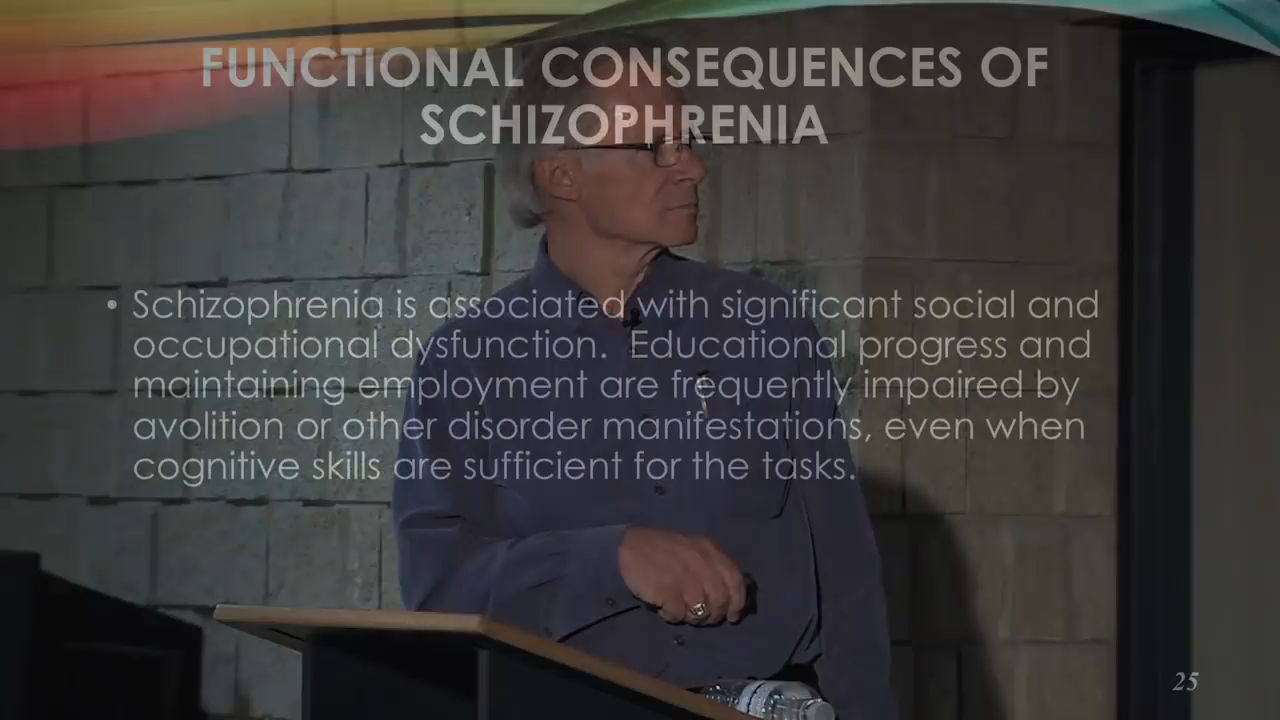 FUNCTIONAL CONSEQUENCES OF
SCHIZOPHRENIA
• Schizophrenia is associated with significant social and
occupational dysfunction.  Educational progress and
maintaining employment are frequently impaired by
avolition or other disorder manifestations, even when
cognitive skills are sufficient for the tasks.
25